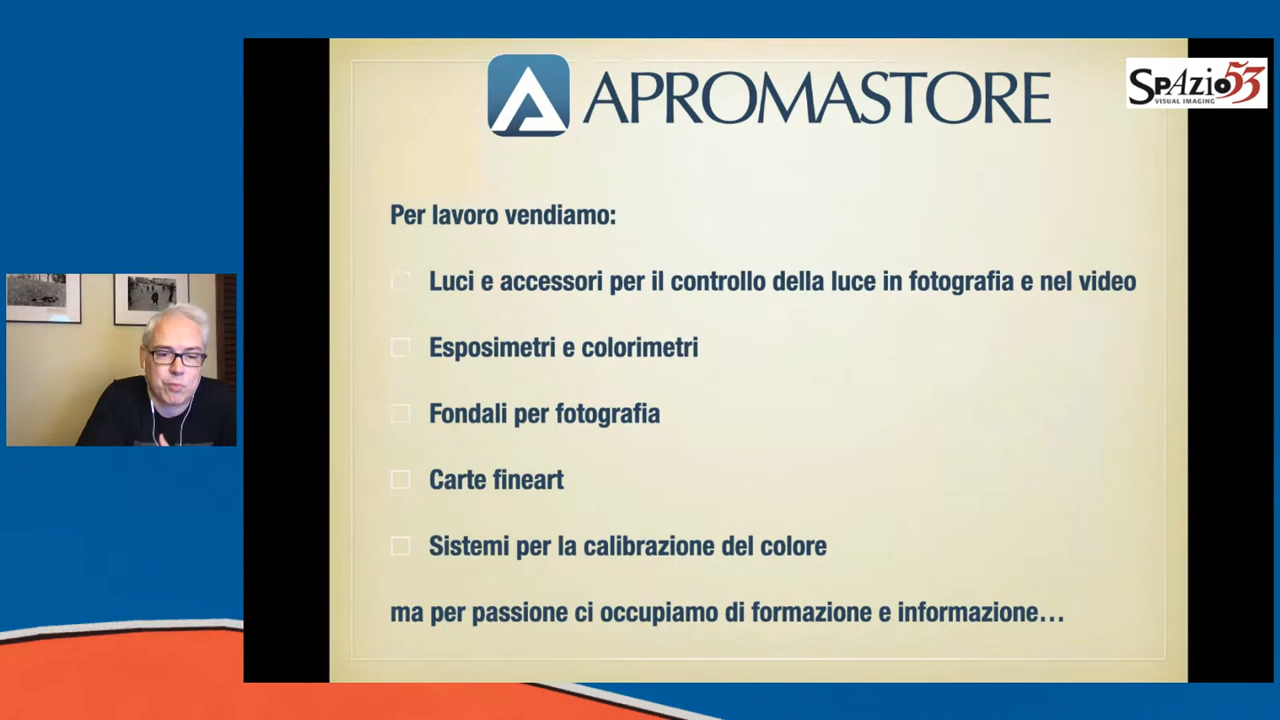 APROMASTORE
SPAZIO53
VISUAL IMAGING
Per lavoro vendiamo:
Luci e accessori per il controllo della luce in fotografia e nel video
Esposimetri e colorimetri
Fondali per fotografia
Carte fineart
Sistemi per la calibrazione del colore
ma per passione ci occupiamo di formazione e informazione…